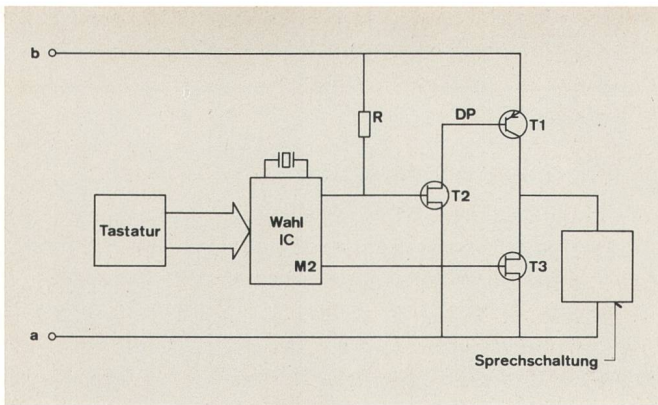 b
R
DP
T1
T2
Tastatur
Wahl
IC
M2
T3
a
Sprechschaltung